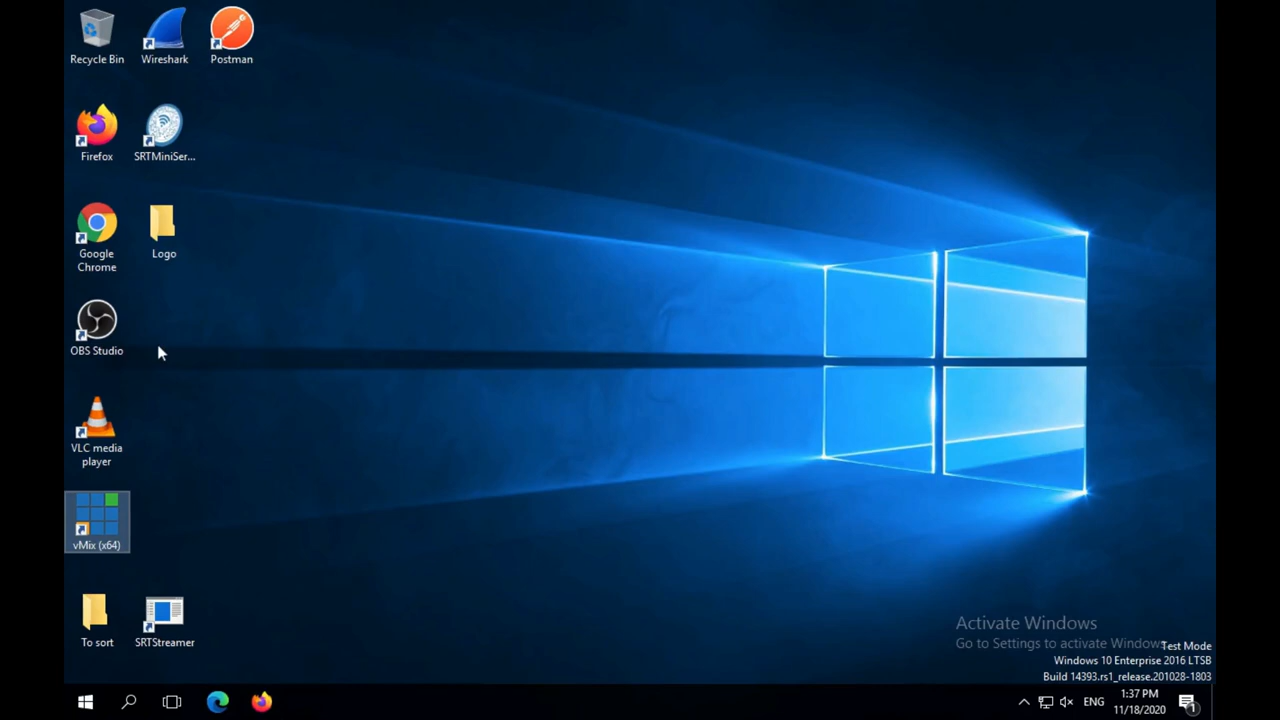 Recycle Bin
Wireshark
Postman
Firefox
SRTMiniSer...
Google
Chrome
Logo
OBS Studio
VLC media
player
vMix (x64)
To sort
SRTStreamer
Activate Windows
Go to Settings to activate Windows
Test Mode
Windows 10 Enterprise 2016 LTSB
Build 14393.rs1_release.201028-1803
ENG
1:37 PM
11/18/2020
1